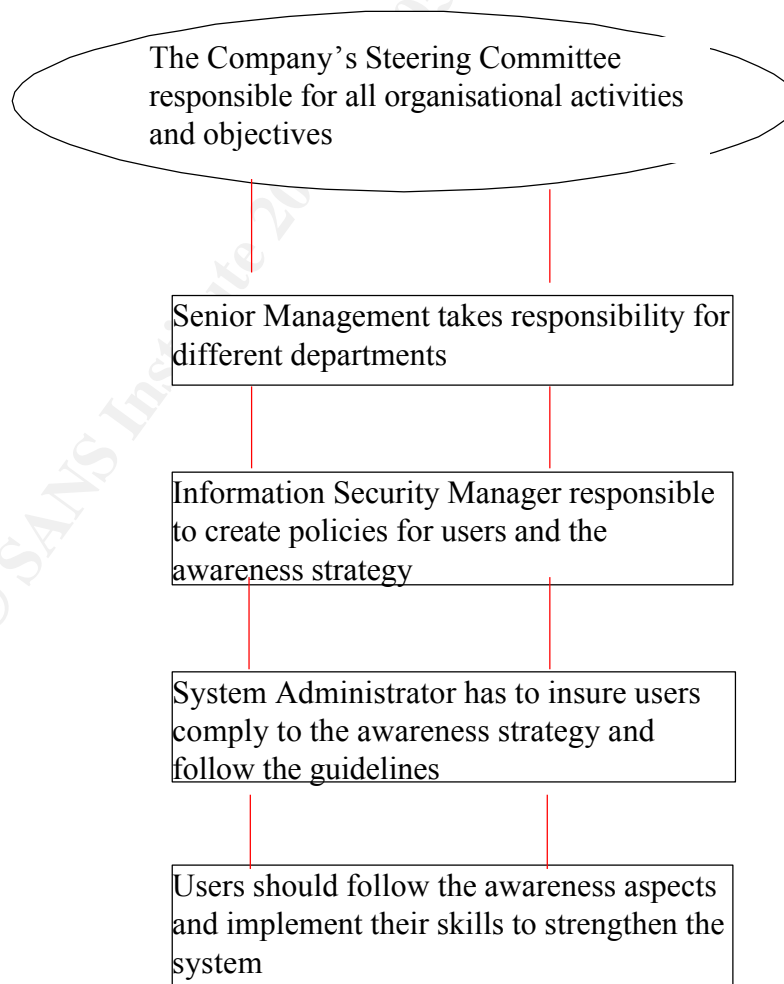 The Company’s Steering Committee
responsible for all organisational activities
and objectives
Senior Management takes responsibility for
different departments
Information Security Manager responsible
to create policies for users and the
awareness strategy
System Administrator has to insure users
comply to the awareness strategy and
follow the guidelines
Users should follow the awareness aspects
and implement their skills to strengthen the
system
SANS Institute 20